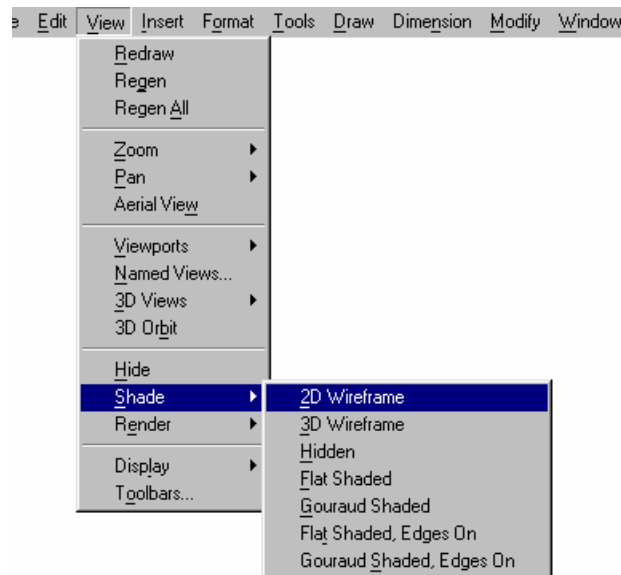 Edit View Insert Format Tools Draw Dimension Modify Window
Redraw
Regen
Regen All
Zoom
Pan
Aerial View
Viewports
Named Views...
3D Views
3D Orbit
Hide
Shade
Render
Display
Toolbars...
2D Wireframe
3D Wireframe
Hidden
Flat Shaded
Gouraud Shaded
Flat Shaded, Edges On
Gouraud Shaded, Edges On